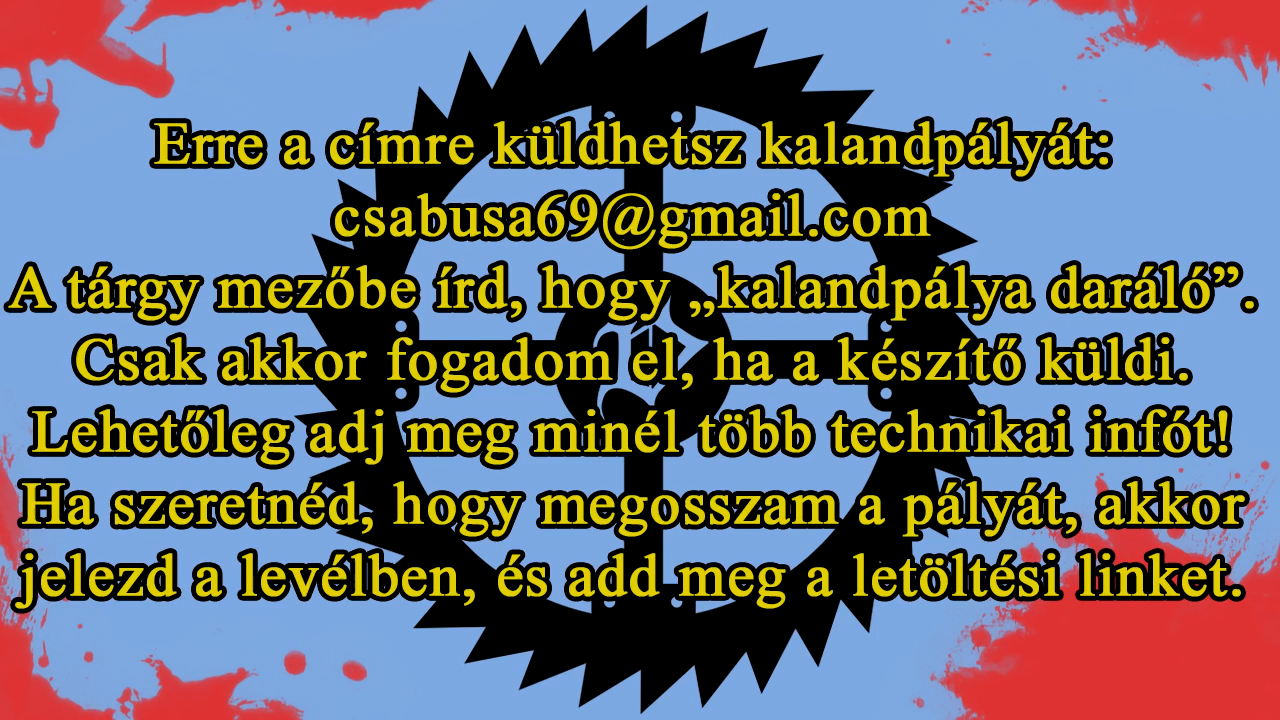 Erre a címre küldhetsz kalandpályát:
csabusa69@gmail.com
A tárgy mezőbe írd, hogy „kalandpálya daráló”.
Csak akkor fogadom el, ha a készítő küldi.
Lehetőleg adj meg minél több technikai infót!
Ha szeretnéd, hogy megosszam a pályát, akkor
jelezd a levélben, és add meg a letöltési linket.